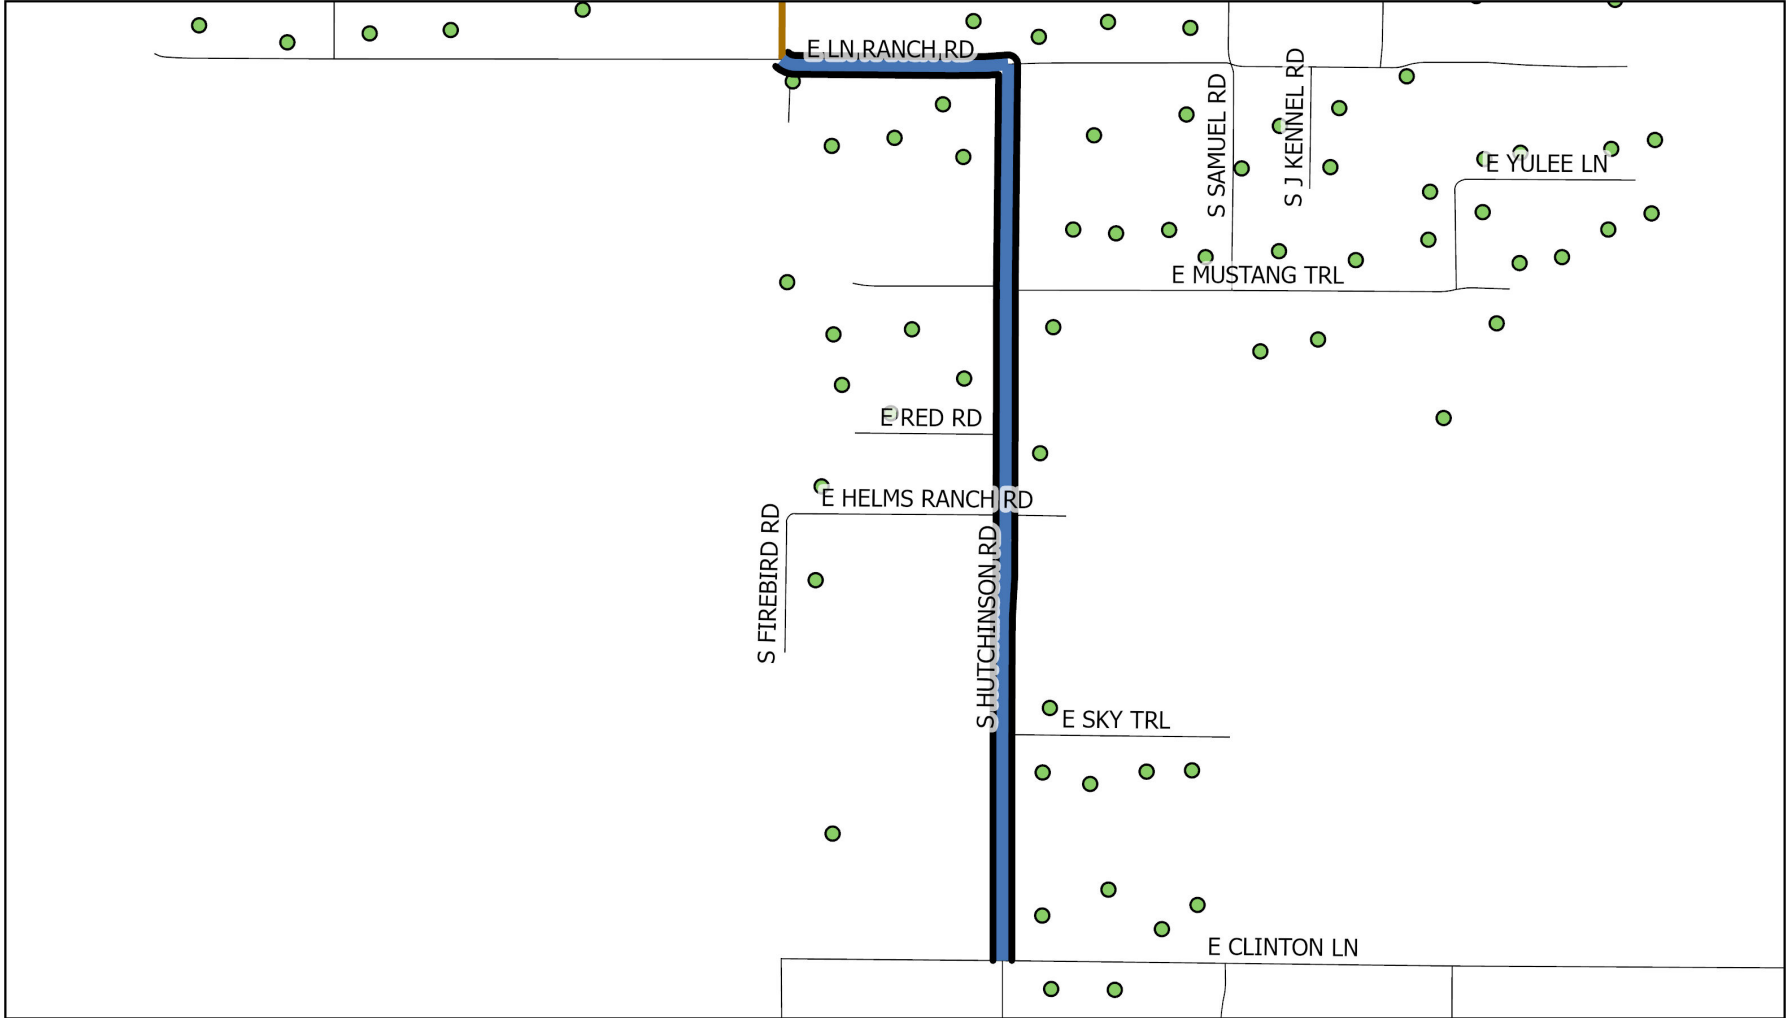 E LN RANCH RD
S SAMUEL RD
S J KENNEL RD
E YULEE LN
E MUSTANG TRL
E RED RD
E HELMS RANCH RD
S FIREBIRD RD
S HUTCHINSON RD
E SKY TRL
E CLINTON LN